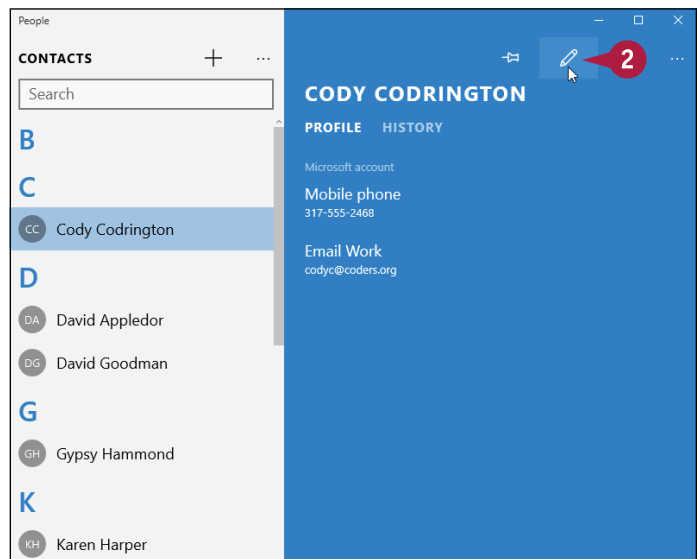 People
CONTACTS
Search
B
C
CC Cody Codrington
D
DA David Appledor
DG David Goodman
G
GH Gypsy Hammond
K
KH Karen Harper
2
CODY CODRINGTON
PROFILE HISTORY
Microsoft account
Mobile phone
317-555-2468
Email Work
codyc@coders.org